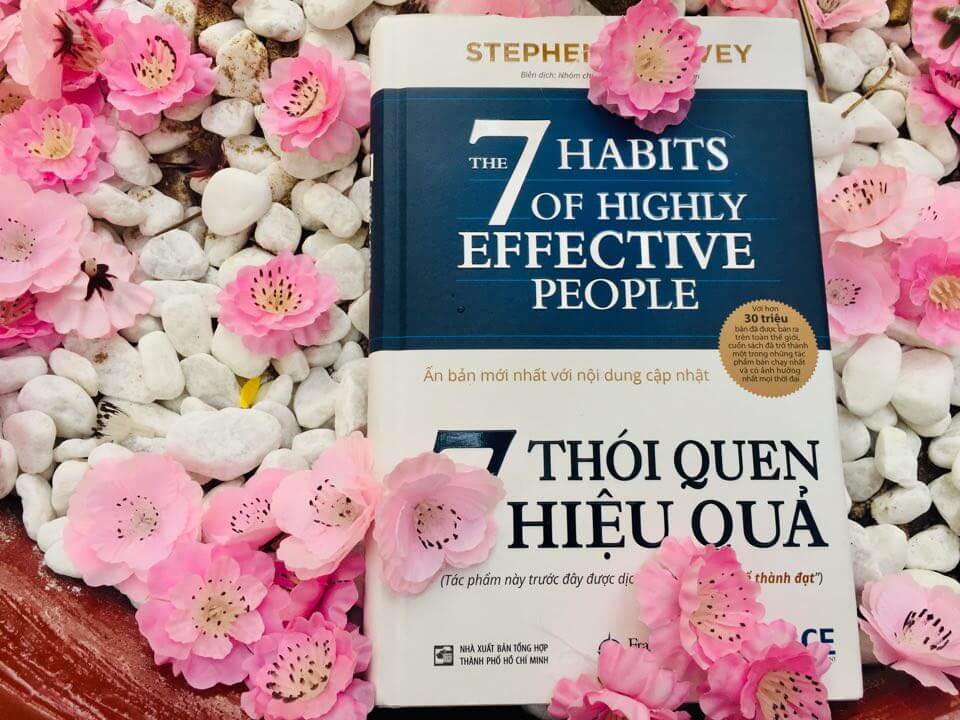 STEPHEN VEY
Biên dịch: Nhóm
THE 7 HABITS
OF HIGHLY
EFFECTIVE
PEOPLE
Với hơn
30 triệu
bản đã được bán ra
trên toàn thế giới,
cuốn sách đã trở thành
một trong những tác
phẩm bán chạy nhất
và có ảnh hưởng
nhất mọi thời đại
Ấn bản mới nhất với nội dung cập nhật
7 THÓI QUEN
HIỆU QUẢ
(Tác phẩm này trước đây được thành đạt”)
NHÀ XUẤT BẢN TỔNG HỢP
THÀNH PHỐ HỒ CHÍ MINH